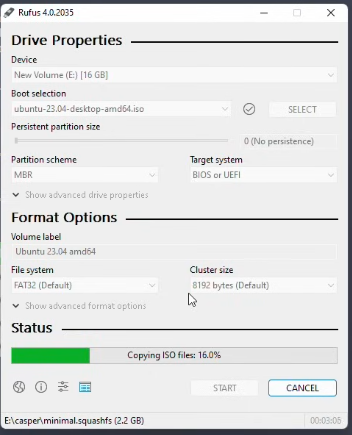 Rufus 4.0.2035
Drive Properties
Device
New Volume (E:) [16 GB]
Boot selection
ubuntu-23.04-desktop-amd64.iso
SELECT
Persistent partition size
0 (No persistence)
Partition scheme
Target system
MBR
BIOS or UEFI
Show advanced drive properties
Format Options
Volume label
Ubuntu 23.04 amd64
File system
Cluster size
FAT32 (Default)
8192 bytes (Default)
Show advanced format options
Status
Copying ISO files: 16.0%
START
CANCEL
E:\casper\minimal.squashfs (2.2 GB)
00:03:06